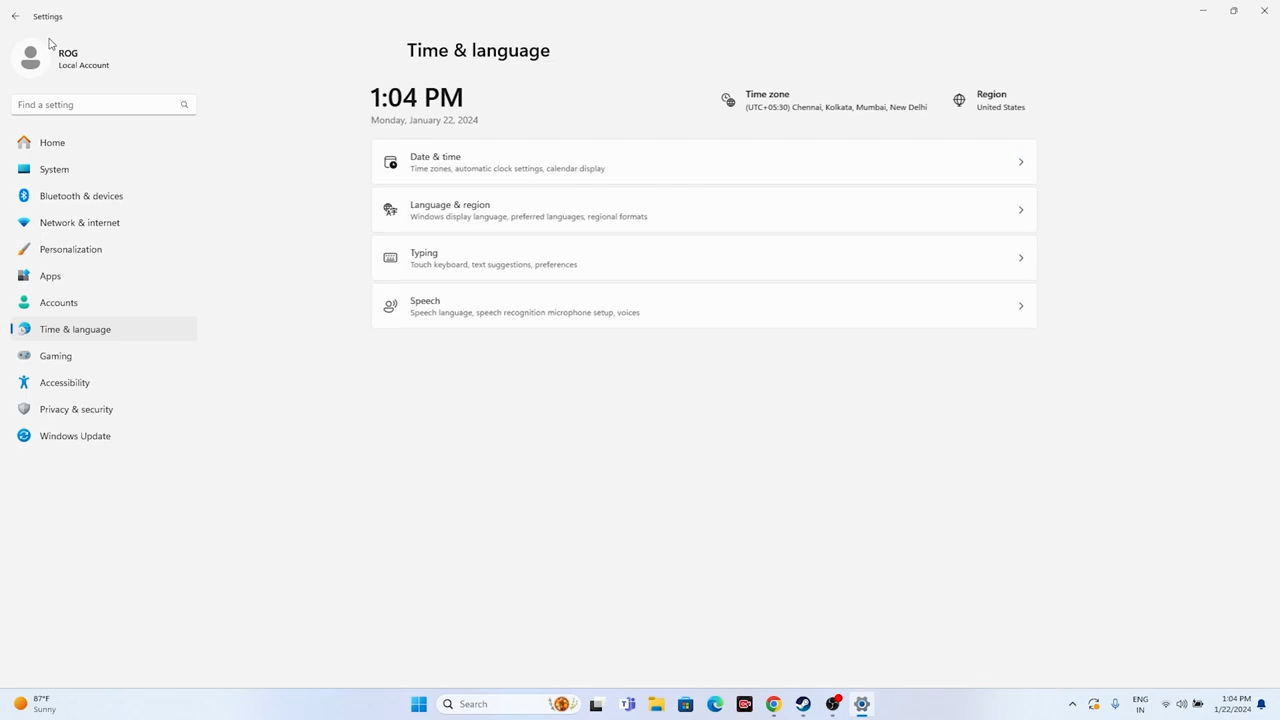 Settings
ROG
Local Account
Find a setting
Home
System
Bluetooth & devices
Network & internet
Personalization
Apps
Accounts
Time & language
Gaming
Accessibility
Privacy & security
Windows Update
Time & language
1:04 PM
Monday, January 22, 2024
Time zone
(UTC+05:30) Chennai, Kolkata, Mumbai, New Delhi
Region
United States
Date & time
Time zones, automatic clock settings, calendar display
Language & region
Windows display language, preferred languages, regional formats
Typing
Touch keyboard, text suggestions, preferences
Speech
Speech language, speech recognition microphone setup, voices
87°F
Sunny
Search
ENG
IN
1:04 PM
1/22/2024